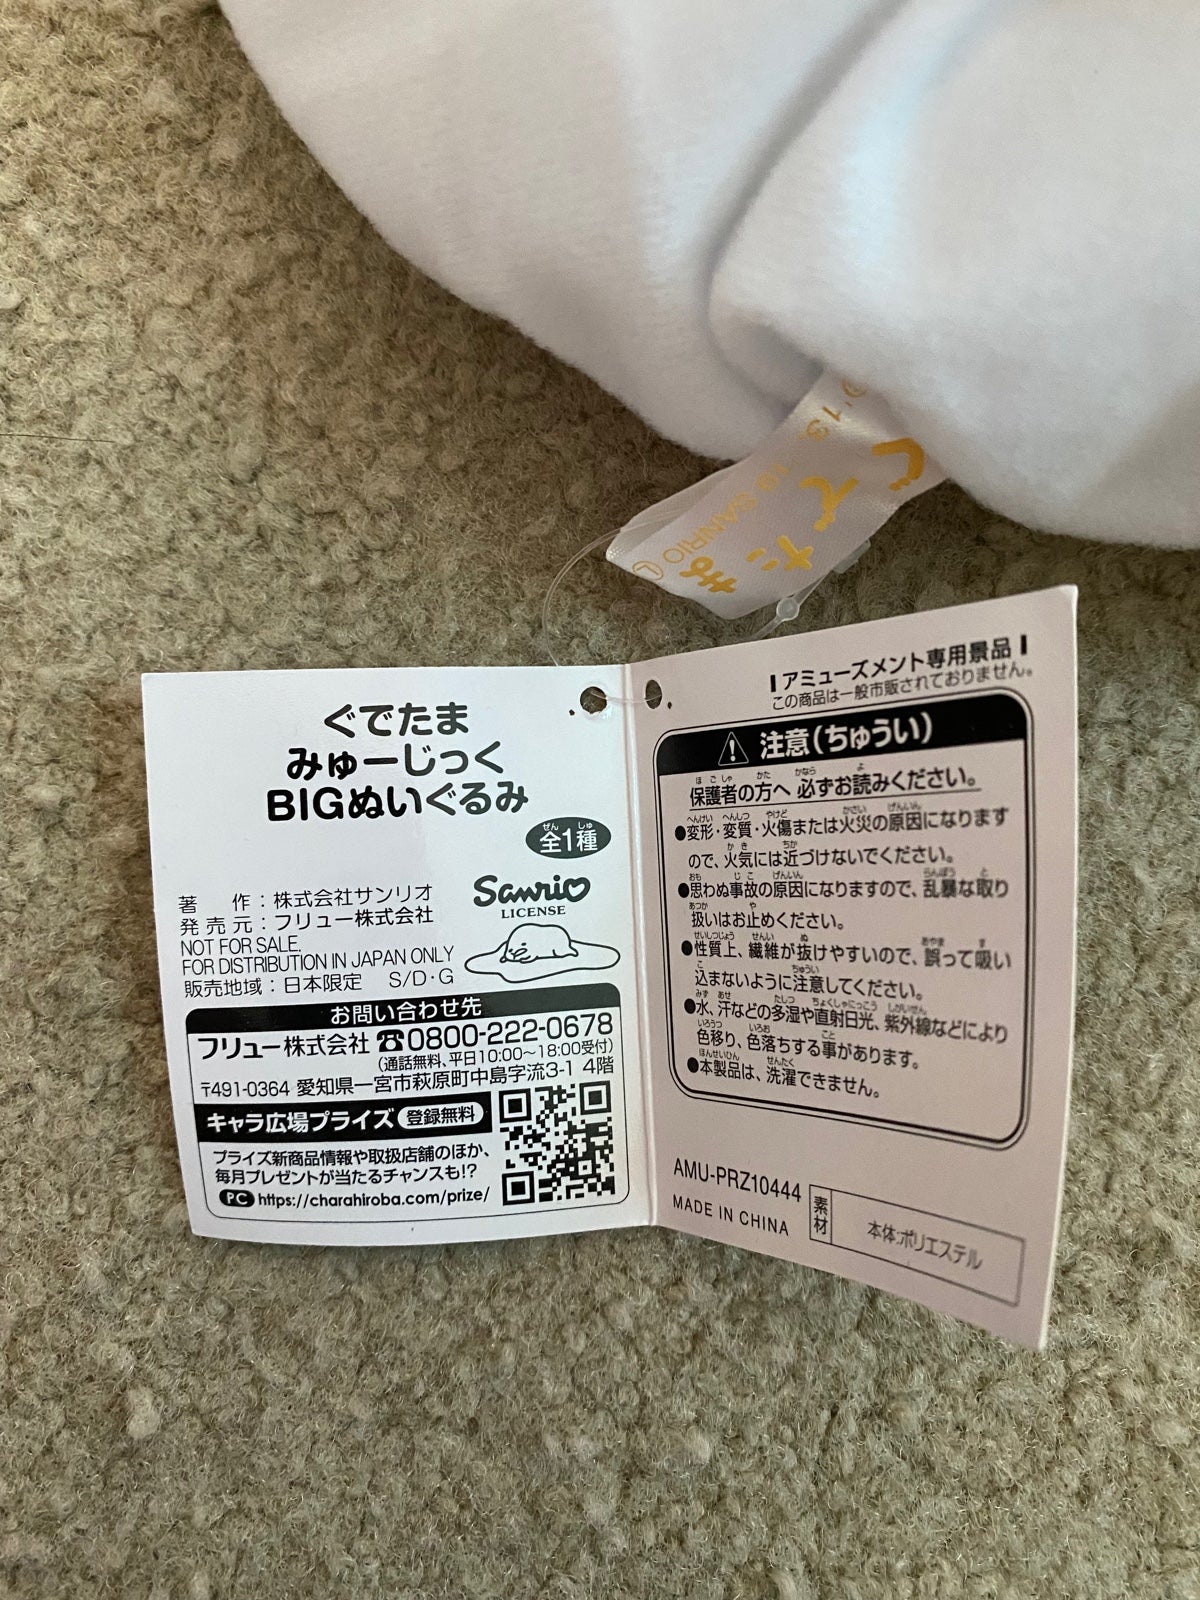 ぐでたま
©'13,
SANRIO Ⓛ
ぐでたま
みゅーじっく
BIGぬいぐるみ
全1種
著 作：株式会社サンリオ
発 売 元：フリュー株式会社
NOT FOR SALE.
FOR DISTRIBUTION IN JAPAN ONLY
販売地域：日本限定 S/D・G
Sanrio
LICENSE
お問い合わせ先
フリュー株式会社 ☎0800-222-0678
(通話無料、平日10:00〜18:00受付)
〒491-0364 愛知県一宮市萩原町中島字流3-1 4階
キャラ広場プライズ 登録無料
プライズ新商品情報や取扱店舗のほか、
毎月プレゼントが当たるチャンスも!?
PC https://charahiroba.com/prize/
アミューズメント専用景品
この商品は一般市販されておりません。
⚠ 注意(ちゅうい)
保護者の方へ 必ずお読みください。
●変形・変質・火傷または火災の原因になります
ので、火気には近づけないでください。
●思わぬ事故の原因になりますので、乱暴な取り
扱いはお止めください。
●性質上、繊維が抜けやすいので、誤って吸い
込まないように注意してください。
●水、汗などの多湿や直射日光、紫外線などにより
色移り、色落ちする事があります。
●本製品は、洗濯できません。
AMU-PRZ10444
MADE IN CHINA
素材
本体:ポリエステル